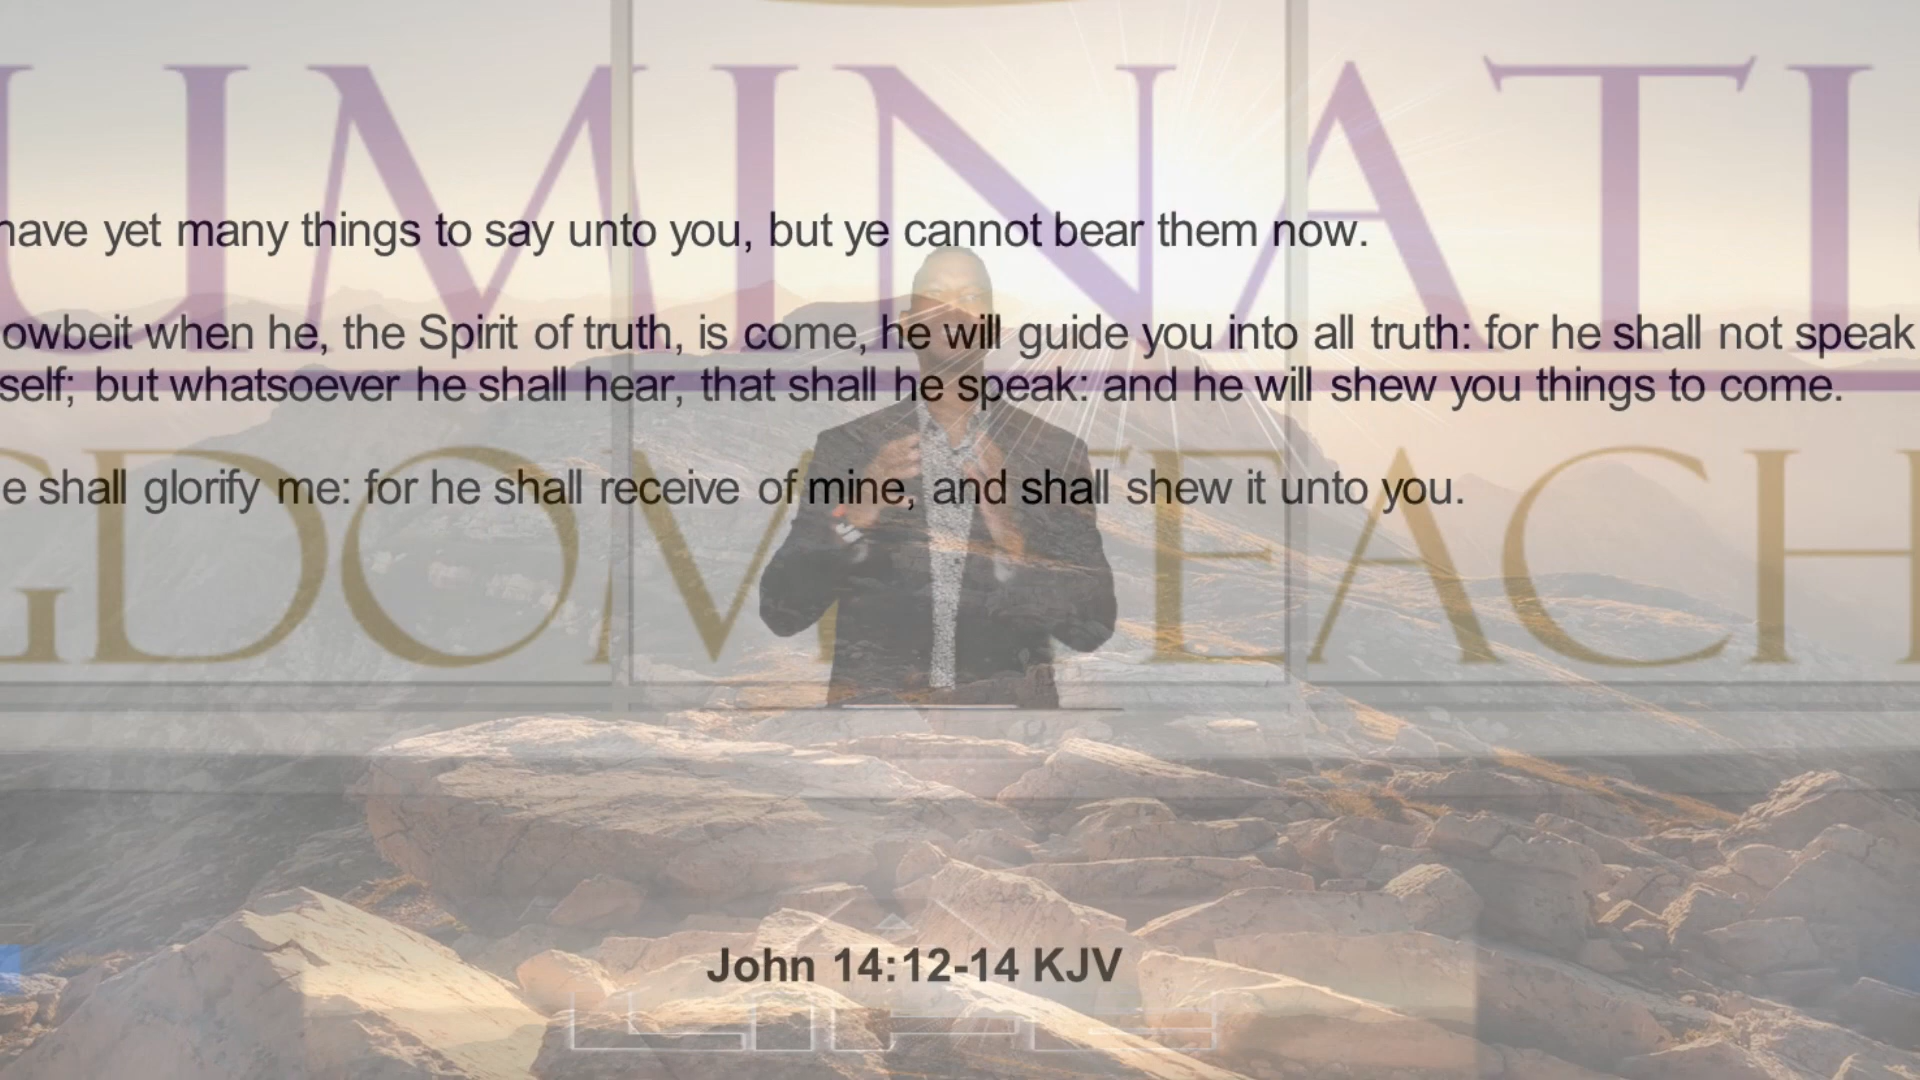 UMINATI
have yet many things to say unto you, but ye cannot bear them now.
owbeit when he, the Spirit of truth, is come, he will guide you into all truth: for he shall not speak
self; but whatsoever he shall hear, that shall he speak: and he will shew you things to come.
GDOM TEACH
e shall glorify me: for he shall receive of mine, and shall shew it unto you.
John 14:12-14 KJV